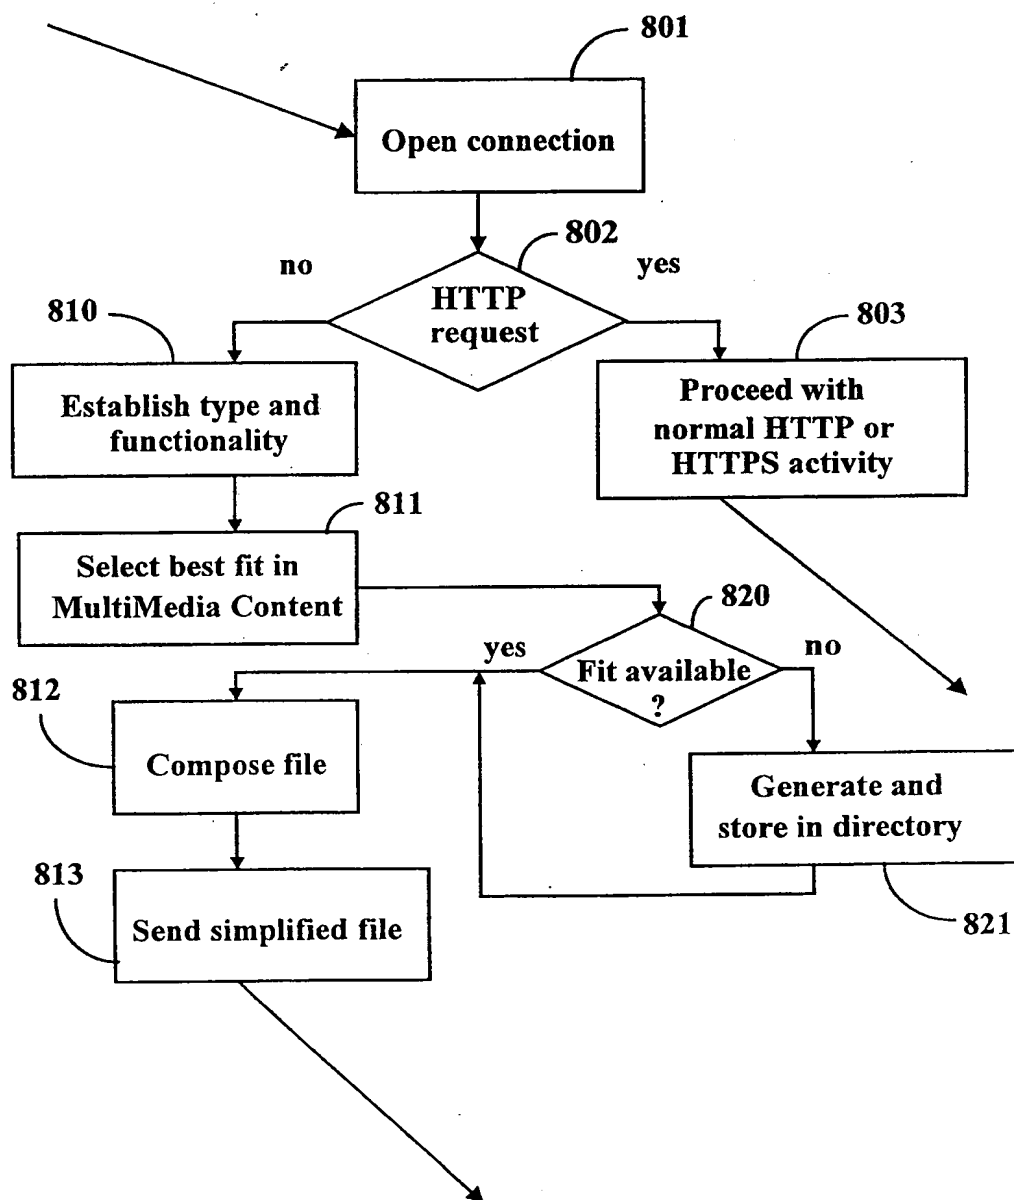 801
Open connection
802
no
yes
HTTP
request
810
803
Establish type and
functionality
Proceed with
normal HTTP or
HTTPS activity
811
Select best fit in
MultiMedia Content
820
yes
no
Fit available
?
812
Compose file
Generate and
store in directory
813
821
Send simplified file